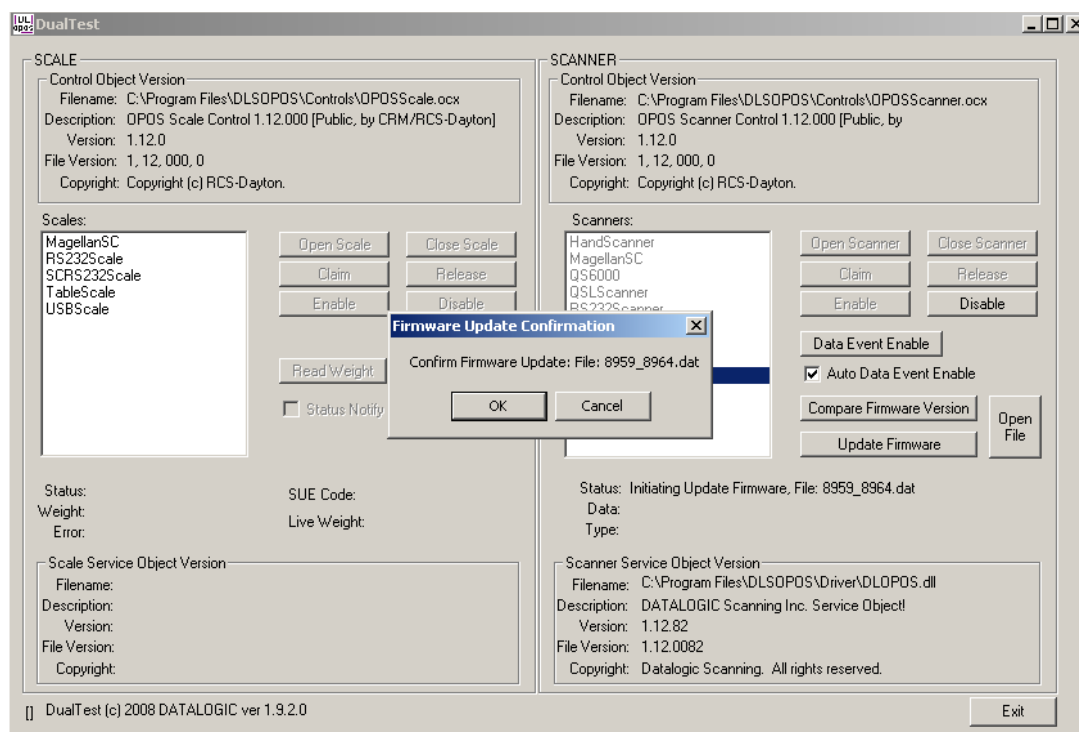 DualTest
SCALE
Control Object Version
Filename: C:\Program Files\DLSOPOS\Controls\OPOSScale.ocx
Description: OPOS Scale Control 1.12.000 [Public, by CRM/RCS-Dayton]
Version: 1.12.0
File Version: 1, 12, 000, 0
Copyright: Copyright (c) RCS-Dayton.
Scales:
MagellanSC
RS232Scale
SCRS232Scale
TableScale
USBScale
Open Scale Close Scale
Claim Release
Enable Disable
Read Weight
Status Notify
Status:
Weight:
Error:
SUE Code:
Live Weight:
Scale Service Object Version
Filename:
Description:
Version:
File Version:
Copyright:
SCANNER
Control Object Version
Filename: C:\Program Files\DLSOPOS\Controls\OPOSScanner.ocx
Description: OPOS Scanner Control 1.12.000 [Public, by
Version: 1.12.0
File Version: 1, 12, 000, 0
Copyright: Copyright (c) RCS-Dayton.
Scanners:
HandScanner
MagellanSC
QS6000
QSLScanner
RS232Scanner
Open Scanner Close Scanner
Claim Release
Enable Disable
Data Event Enable
Auto Data Event Enable
Compare Firmware Version
Update Firmware
Open File
Firmware Update Confirmation
Confirm Firmware Update: File: 8959_8964.dat
OK Cancel
Status: Initiating Update Firmware, File: 8959_8964.dat
Data:
Type:
Scanner Service Object Version
Filename: C:\Program Files\DLSOPOS\Driver\DLOPOS.dll
Description: DATALOGIC Scanning Inc. Service Object!
Version: 1.12.82
File Version: 1.12.0082
Copyright: Datalogic Scanning. All rights reserved.
[] DualTest (c) 2008 DATALOGIC ver 1.9.2.0
Exit